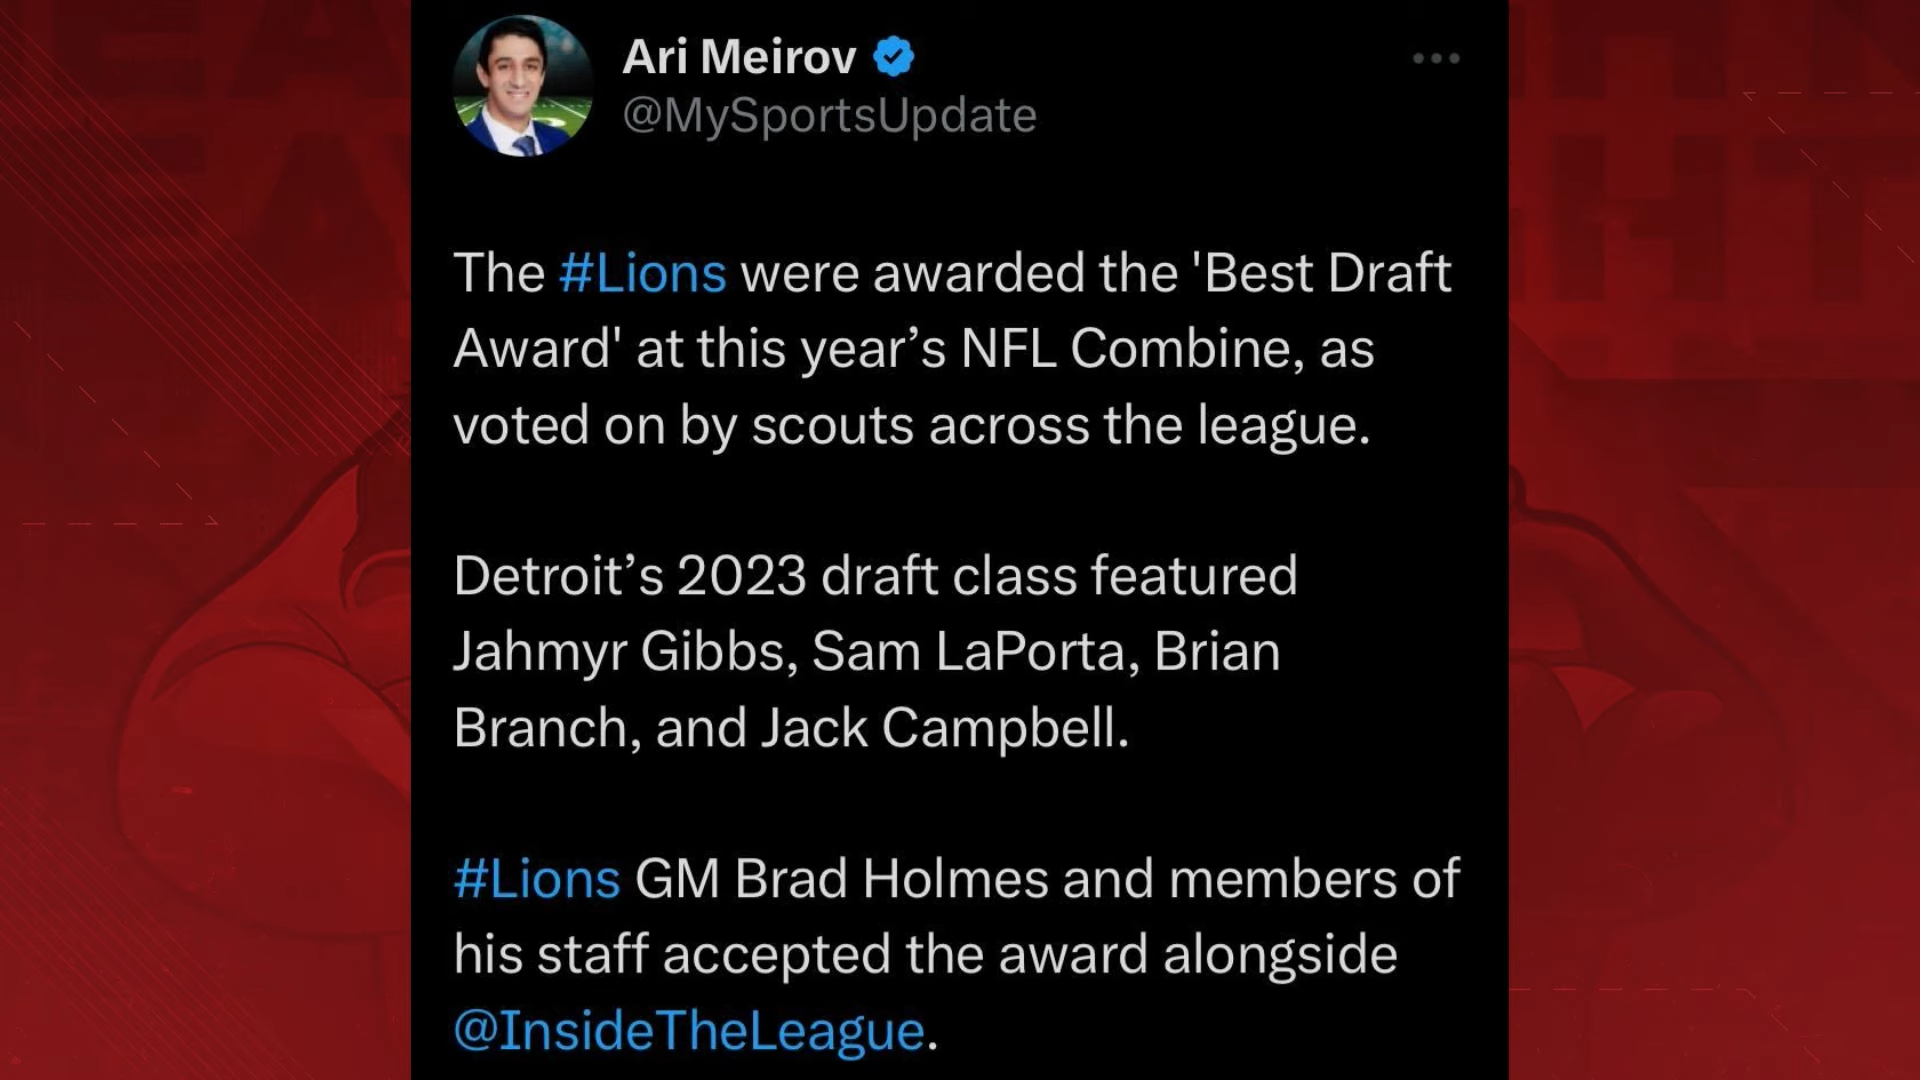 Ari Meirov
@MySportsUpdate
The #Lions were awarded the 'Best Draft
Award' at this year’s NFL Combine, as
voted on by scouts across the league.
Detroit’s 2023 draft class featured
Jahmyr Gibbs, Sam LaPorta, Brian
Branch, and Jack Campbell.
#Lions GM Brad Holmes and members of
his staff accepted the award alongside
@InsideTheLeague.